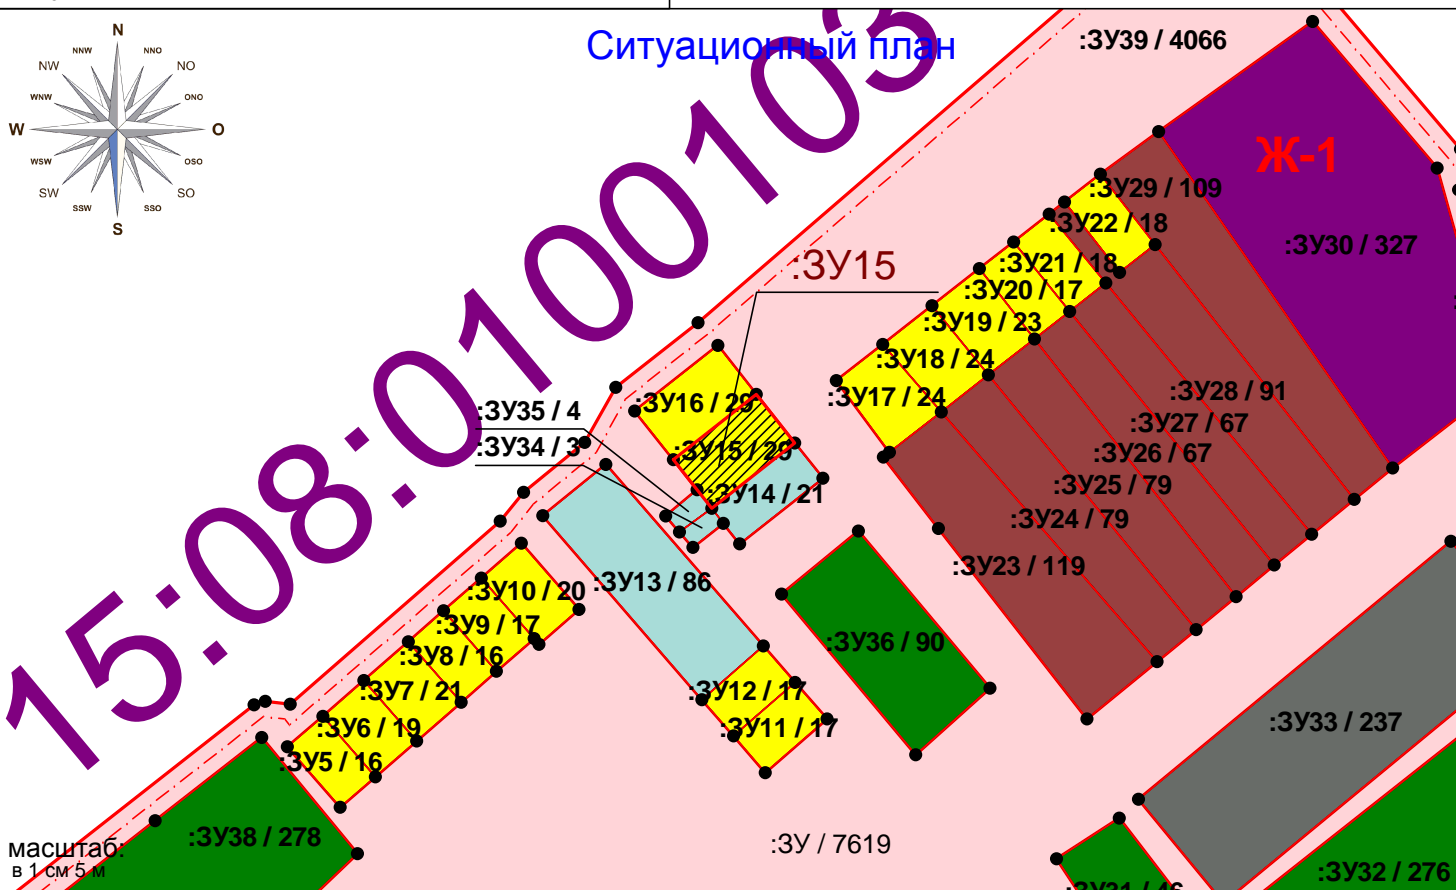 Ситуационный план
:ЗУ39 / 4066
N
NNW
NNO
NW
NO
WNW
ONO
W
O
WSW
OSO
SW
SO
SSW
SSO
S
15:08:0100103
Ж-1
:ЗУ29 / 109
:ЗУ22 / 18
:ЗУ30 / 327
:ЗУ15
:ЗУ21 / 18
:ЗУ20 / 17
:ЗУ19 / 23
:ЗУ18 / 24
:ЗУ17 / 24
:ЗУ28 / 91
:ЗУ27 / 67
:ЗУ26 / 67
:ЗУ25 / 79
:ЗУ24 / 79
:ЗУ23 / 119
:ЗУ16 / 29
:ЗУ35 / 4
:ЗУ34 / 3
:ЗУ15 / 29
:ЗУ14 / 21
:ЗУ13 / 86
:ЗУ10 / 20
:ЗУ9 / 17
:ЗУ8 / 16
:ЗУ7 / 21
:ЗУ6 / 19
:ЗУ5 / 16
:ЗУ36 / 90
:ЗУ12 / 17
:ЗУ11 / 17
:ЗУ33 / 237
:ЗУ38 / 278
:ЗУ / 7619
:ЗУ32 / 276
:ЗУ31 / 46
масштаб:
в 1 см 5 м